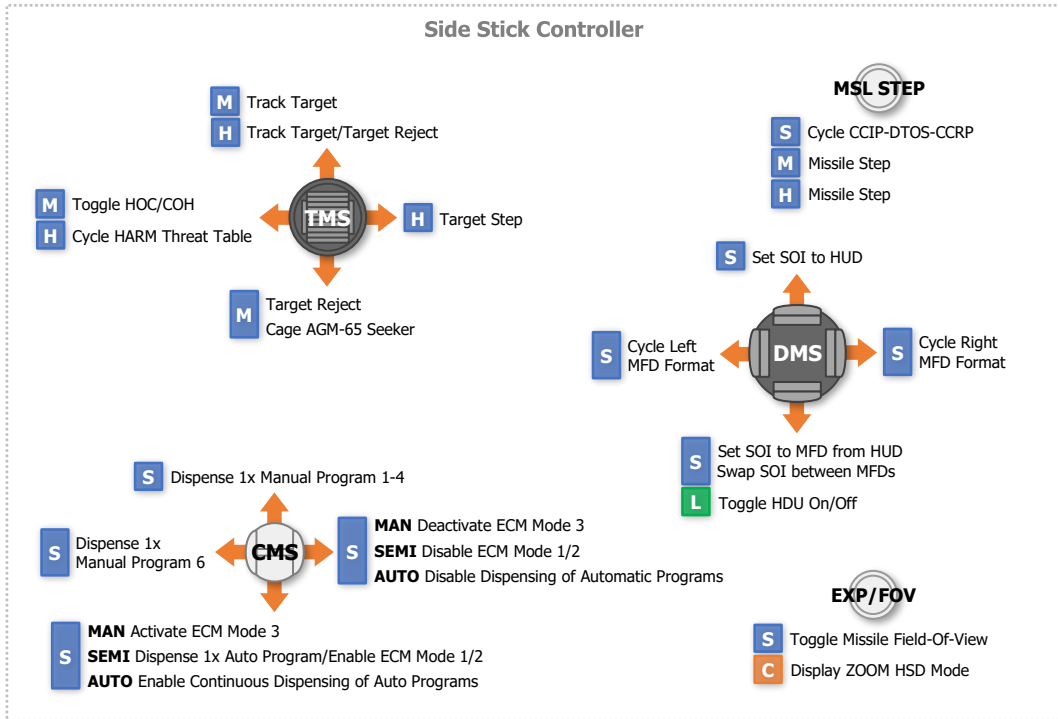 Side Stick Controller
M Track Target
H Track Target/Target Reject
M Toggle HOC/COH
H Cycle HARM Threat Table
TMS
H Target Step
M Target Reject
Cage AGM-65 Seeker
MSL STEP
S Cycle CCIP-DTOS-CCRP
M Missile Step
H Missile Step
S Set SOI to HUD
S Cycle Left
MFD Format
DMS
S Cycle Right
MFD Format
S Set SOI to MFD from HUD
Swap SOI between MFDs
L Toggle HDU On/Off
S Dispense 1x Manual Program 1-4
S Dispense 1x
Manual Program 6
CMS
S MAN Deactivate ECM Mode 3
SEMI Disable ECM Mode 1/2
AUTO Disable Dispensing of Automatic Programs
S MAN Activate ECM Mode 3
SEMI Dispense 1x Auto Program/Enable ECM Mode 1/2
AUTO Enable Continuous Dispensing of Auto Programs
EXP/FOV
S Toggle Missile Field-Of-View
C Display ZOOM HSD Mode